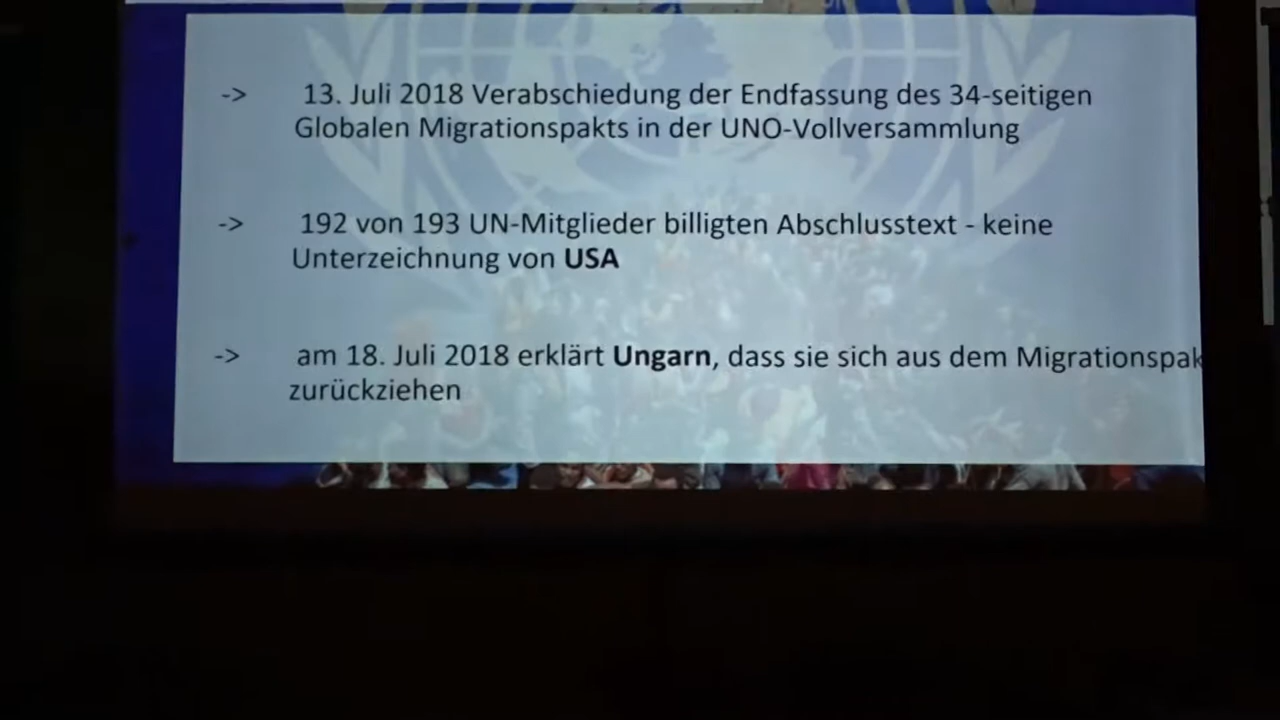 -> 13. Juli 2018 Verabschiedung der Endfassung des 34-seitigen
Globalen Migrationspakts in der UNO-Vollversammlung
-> 192 von 193 UN-Mitglieder billigten Abschlusstext - keine
Unterzeichnung von USA
-> am 18. Juli 2018 erklärt Ungarn, dass sie sich aus dem Migrationspak
zurückziehen